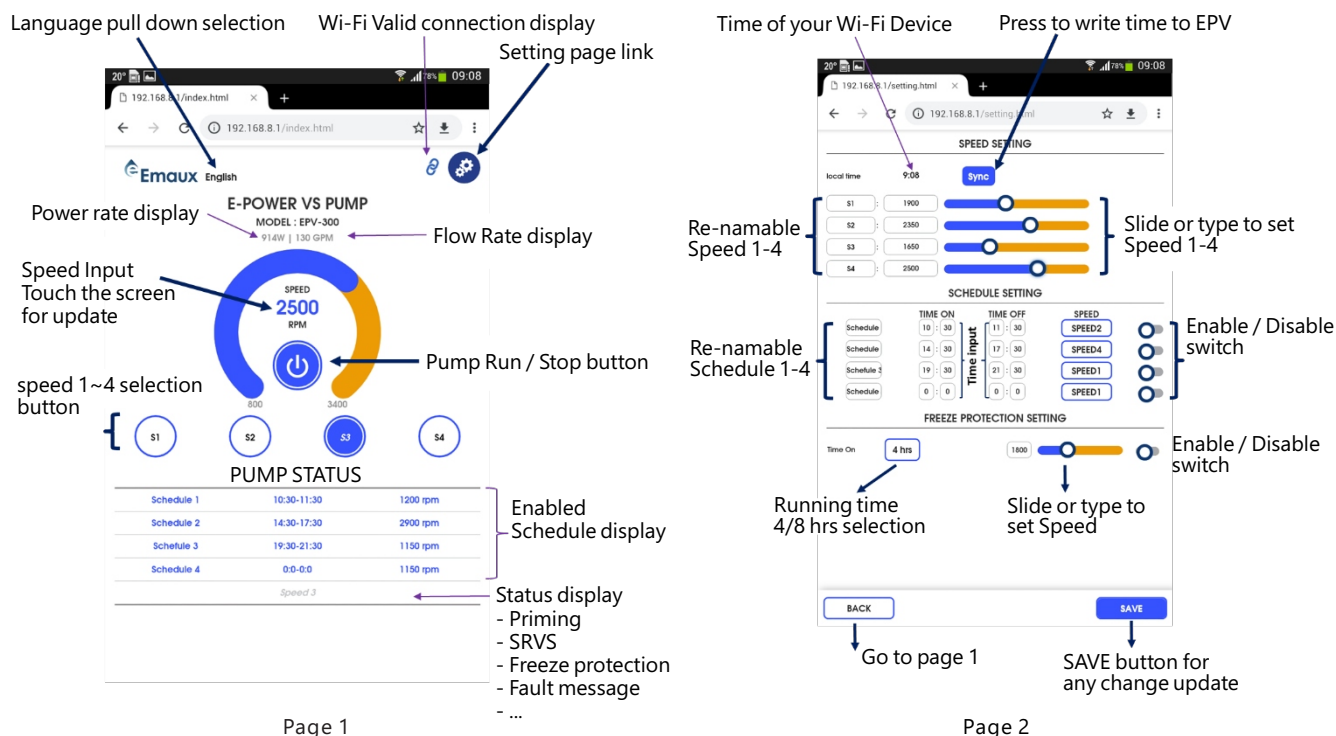 Language pull down selection
Wi-Fi Valid connection display
Setting page link
20°
78%
09:08
192.168.8.1/index.html
192.168.8.1/index.html
Emaux
English
E-POWER VS PUMP
MODEL : EPV-300
914W | 130 GPM
Power rate display
Flow Rate display
Speed Input
Touch the screen
for update
SPEED
2500
RPM
Pump Run / Stop button
800
3400
speed 1~4 selection
button
S1
S2
S3
S4
PUMP STATUS
Schedule 1 10:30-11:30 1200 rpm
Schedule 2 14:30-17:30 2900 rpm
Schefule 3 19:30-21:30 1150 rpm
Schedule 4 0:0-0:0 1150 rpm
Speed 3
Enabled
Schedule display
Status display
- Priming
- SRVS
- Freeze protection
- Fault message
- ...
Page 1
Time of your Wi-Fi Device
Press to write time to EPV
20°
78%
09:08
192.168.8.1/setting.html
192.168.8.1/setting.html
SPEED SETTING
local time 9:08 Sync
S1 : 1900
S2 : 2350
S3 : 1650
S4 : 2500
Re-namable
Speed 1-4
Slide or type to set
Speed 1-4
SCHEDULE SETTING
TIME ON TIME OFF SPEED
Schedule 10 : 30 11 : 30 SPEED2
Schedule 14 : 30 17 : 30 SPEED4
Schefule 3 19 : 30 21 : 30 SPEED1
Schedule 0 : 0 0 : 0 SPEED1
Time input
Re-namable
Schedule 1-4
Enable / Disable
switch
FREEZE PROTECTION SETTING
Time On 4 hrs 1800
Enable / Disable
switch
Running time
4/8 hrs selection
Slide or type to
set Speed
BACK
SAVE
Go to page 1
SAVE button for
any change update
Page 2